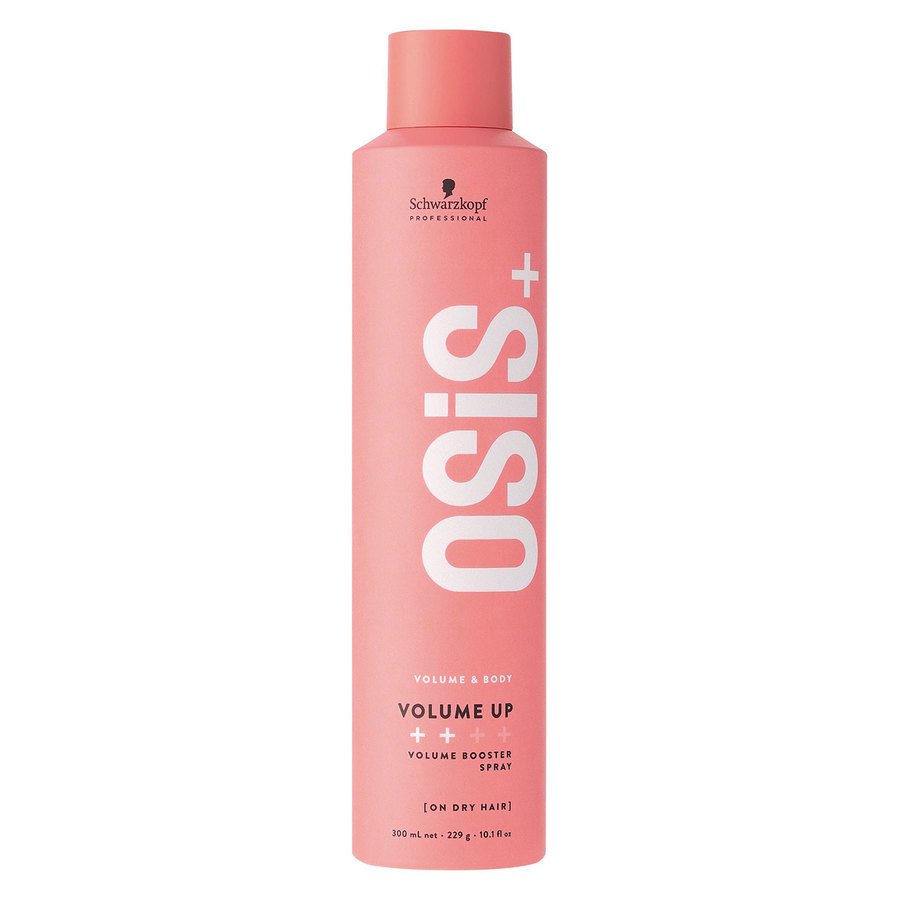 Schwarzkopf
PROFESSIONAL
OSiS+
VOLUME & BODY
VOLUME UP
++++
VOLUME BOOSTER
SPRAY
[ON DRY HAIR]
300 mL net · 229 g · 10.1 fl oz